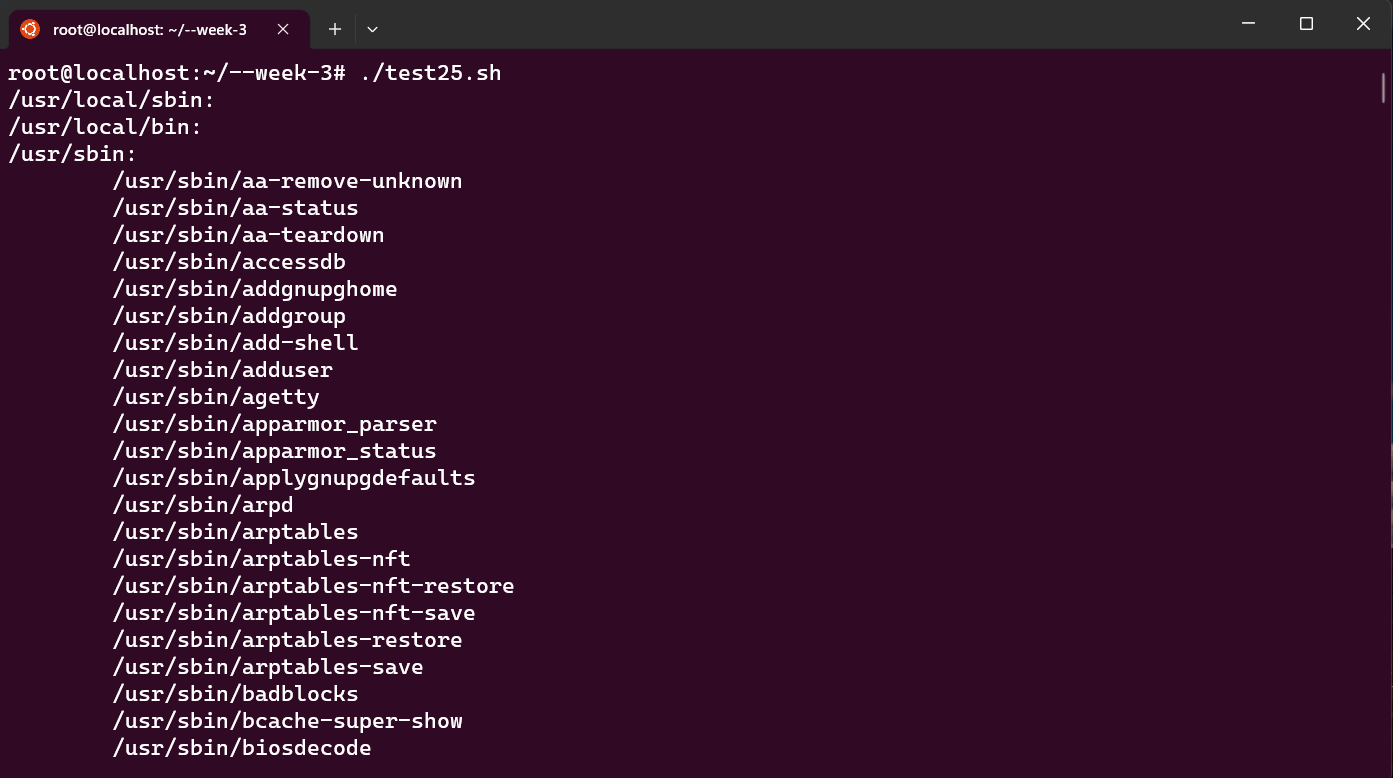 root@localhost: ~/--week-3
root@localhost:~/--week-3# ./test25.sh
/usr/local/sbin:
/usr/local/bin:
/usr/sbin:
/usr/sbin/aa-remove-unknown
/usr/sbin/aa-status
/usr/sbin/aa-teardown
/usr/sbin/accessdb
/usr/sbin/addgnupghome
/usr/sbin/addgroup
/usr/sbin/add-shell
/usr/sbin/adduser
/usr/sbin/agetty
/usr/sbin/apparmor_parser
/usr/sbin/apparmor_status
/usr/sbin/applygnupgdefaults
/usr/sbin/arpd
/usr/sbin/arptables
/usr/sbin/arptables-nft
/usr/sbin/arptables-nft-restore
/usr/sbin/arptables-nft-save
/usr/sbin/arptables-restore
/usr/sbin/arptables-save
/usr/sbin/badblocks
/usr/sbin/bcache-super-show
/usr/sbin/biosdecode